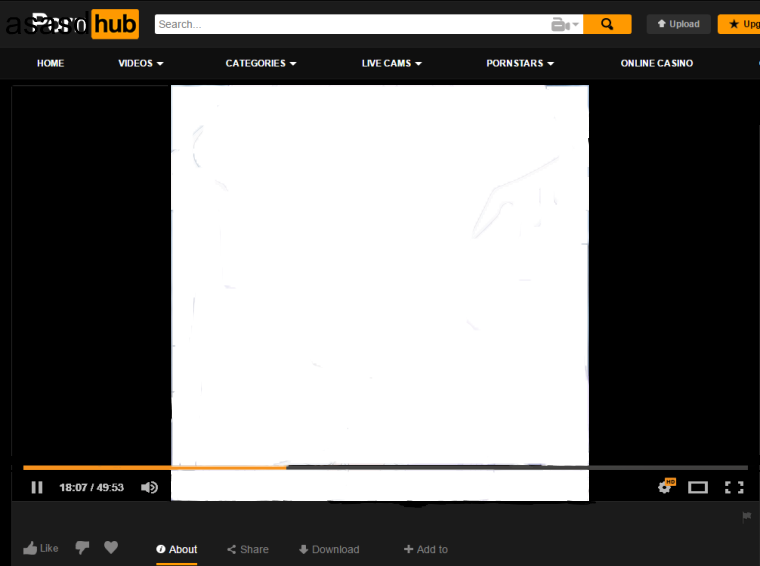 hub
Search...
Upload
Upg
HOME
VIDEOS
CATEGORIES
LIVE CAMS
PORNSTARS
ONLINE CASINO
18:07 / 49:53
HD
Like
About
Share
Download
Add to